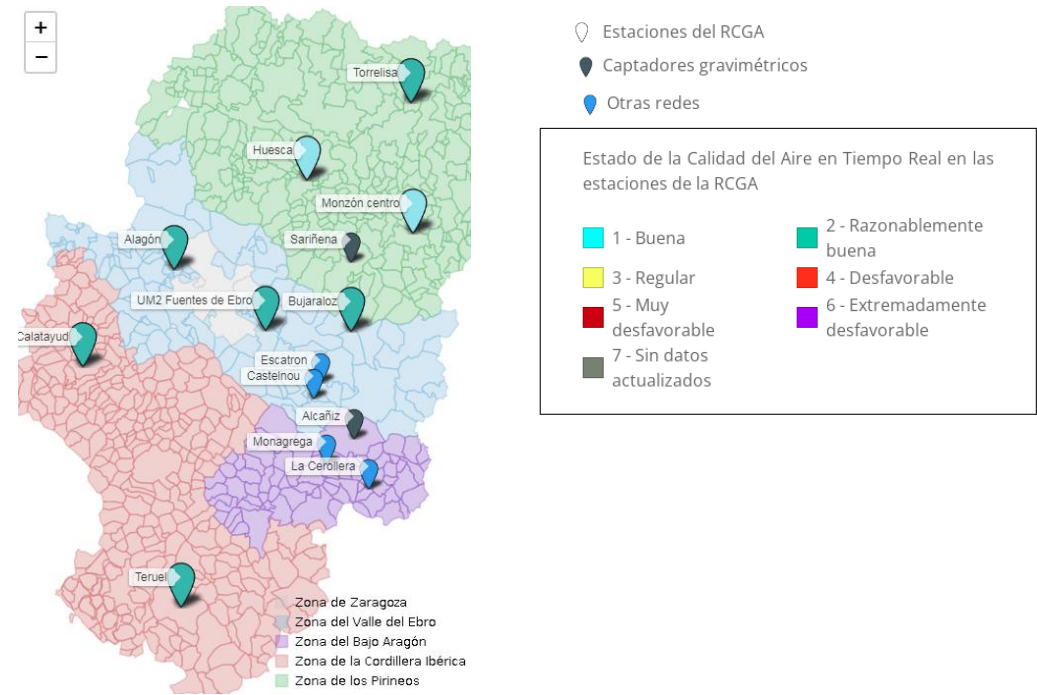 +
−
Torrelisa
Huesca
Monzón centro
Alagón
Sariñena
UM2 Fuentes de Ebro
Bujaraloz
Calatayud
Escatron
Castelnou
Alcañiz
Monagrega
La Cerollera
Teruel
Zona de Zaragoza
Zona del Valle del Ebro
Zona del Bajo Aragón
Zona de la Cordillera Ibérica
Zona de los Pirineos
Estaciones del RCGA
Captadores gravimétricos
Otras redes
Estado de la Calidad del Aire en Tiempo Real en las
estaciones de la RCGA
1 - Buena
2 - Razonablemente
buena
3 - Regular
4 - Desfavorable
5 - Muy
desfavorable
6 - Extremadamente
desfavorable
7 - Sin datos
actualizados